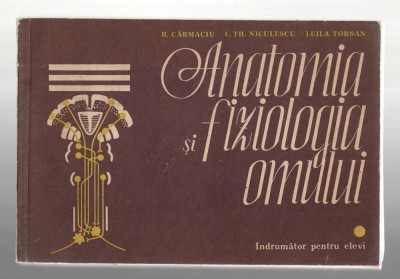 R. CÂRMACIU C. TH. NICULESCU LEILA TORSAN
Anatomia
și fiziologia
omului
Îndrumător pentru elevi